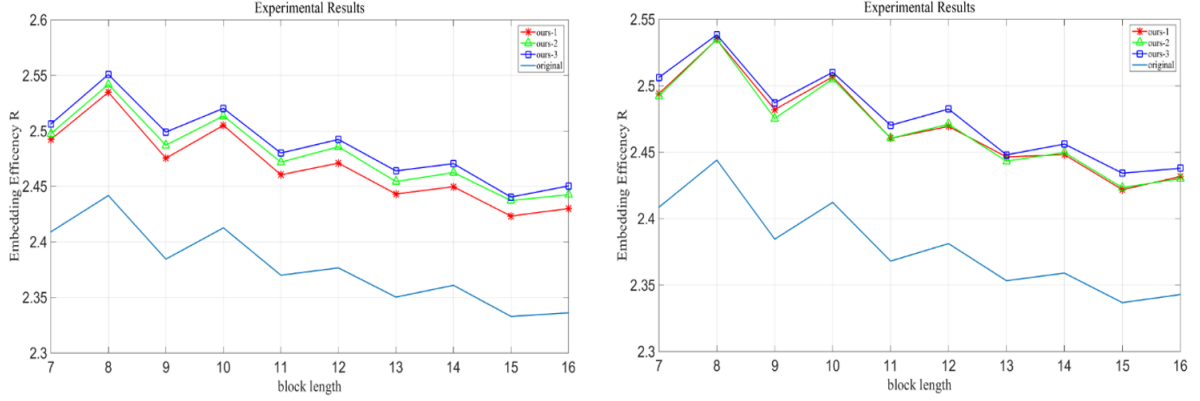 Experimental Results
2.6
2.55
2.5
2.45
2.4
2.35
2.3
Embedding Efficency R
7 8 9 10 11 12 13 14 15 16
block length
ours-1
ours-2
ours-3
original
Experimental Results
2.55
2.5
2.45
2.4
2.35
2.3
Embedding Efficency R
7 8 9 10 11 12 13 14 15 16
block length
ours-1
ours-2
ours-3
original